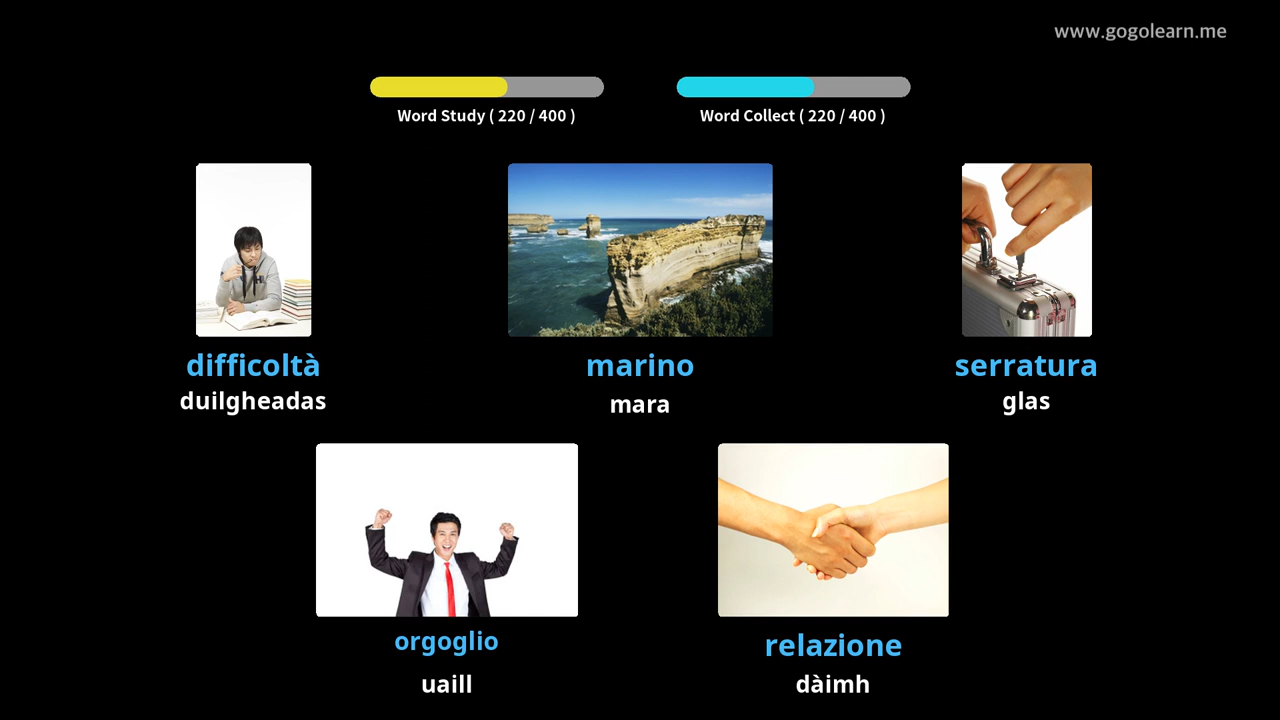 www.gogolearn.me
Word Study ( 220 / 400 )
Word Collect ( 220 / 400 )
difficoltà
duilgheadas
marino
mara
serratura
glas
orgoglio
uaill
relazione
dàimh